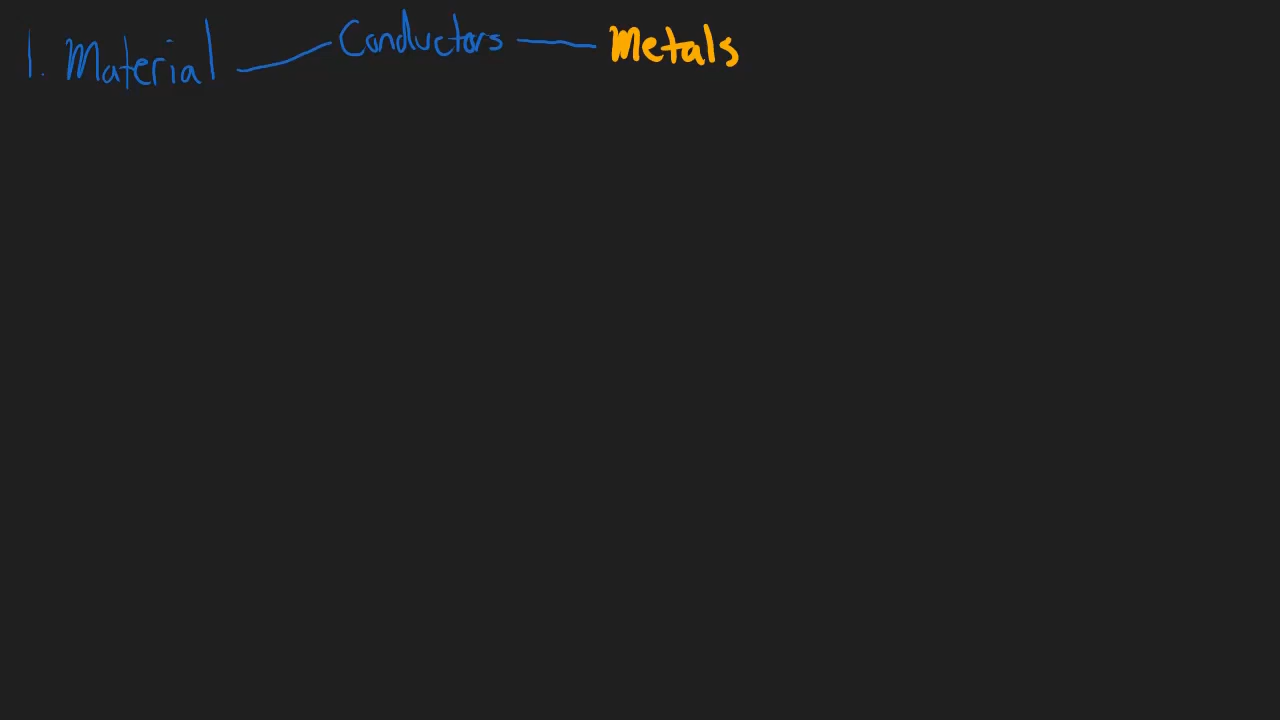 1. Material — Conductors — Metals